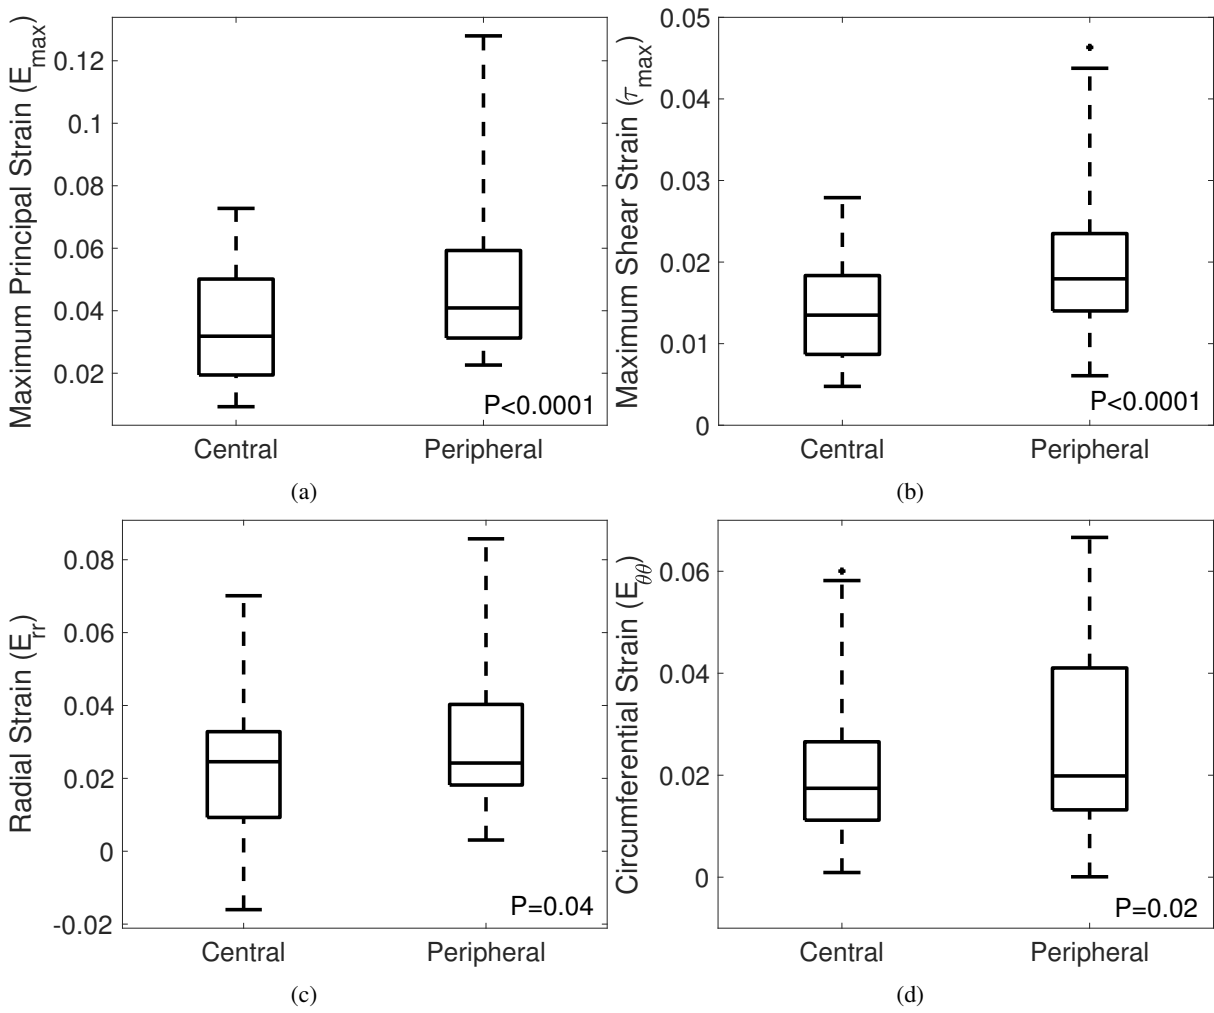 Maximum Principal Strain (E_max)
0.12
0.1
0.08
0.06
0.04
0.02
P<0.0001
Central Peripheral
(a)
Maximum Shear Strain (τ_max)
0.05
0.04
0.03
0.02
0.01
0
P<0.0001
Central Peripheral
(b)
Radial Strain (E_rr)
0.08
0.06
0.04
0.02
0
-0.02
P=0.04
Central Peripheral
(c)
Circumferential Strain (E_θθ)
0.06
0.04
0.02
0
P=0.02
Central Peripheral
(d)